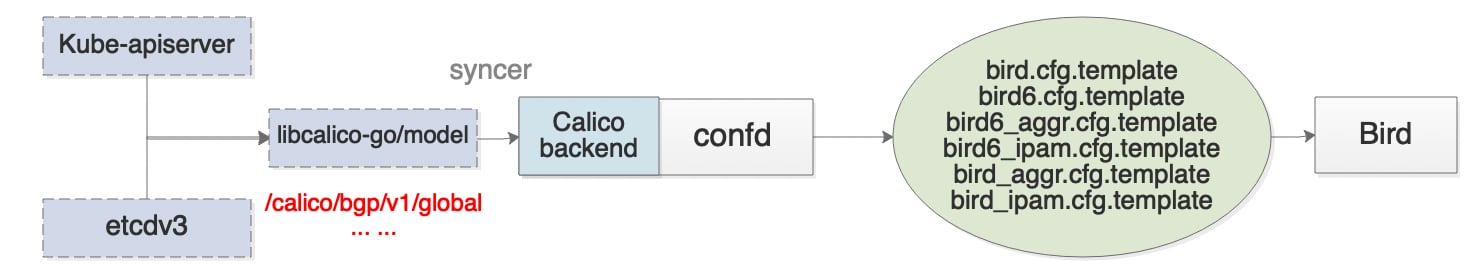 Kube-apiserver
etcdv3
syncer
libcalico-go/model
/calico/bgp/v1/global
... ...
Calico
backend
confd
bird.cfg.template
bird6.cfg.template
bird6_aggr.cfg.template
bird6_ipam.cfg.template
bird_aggr.cfg.template
bird_ipam.cfg.template
Bird